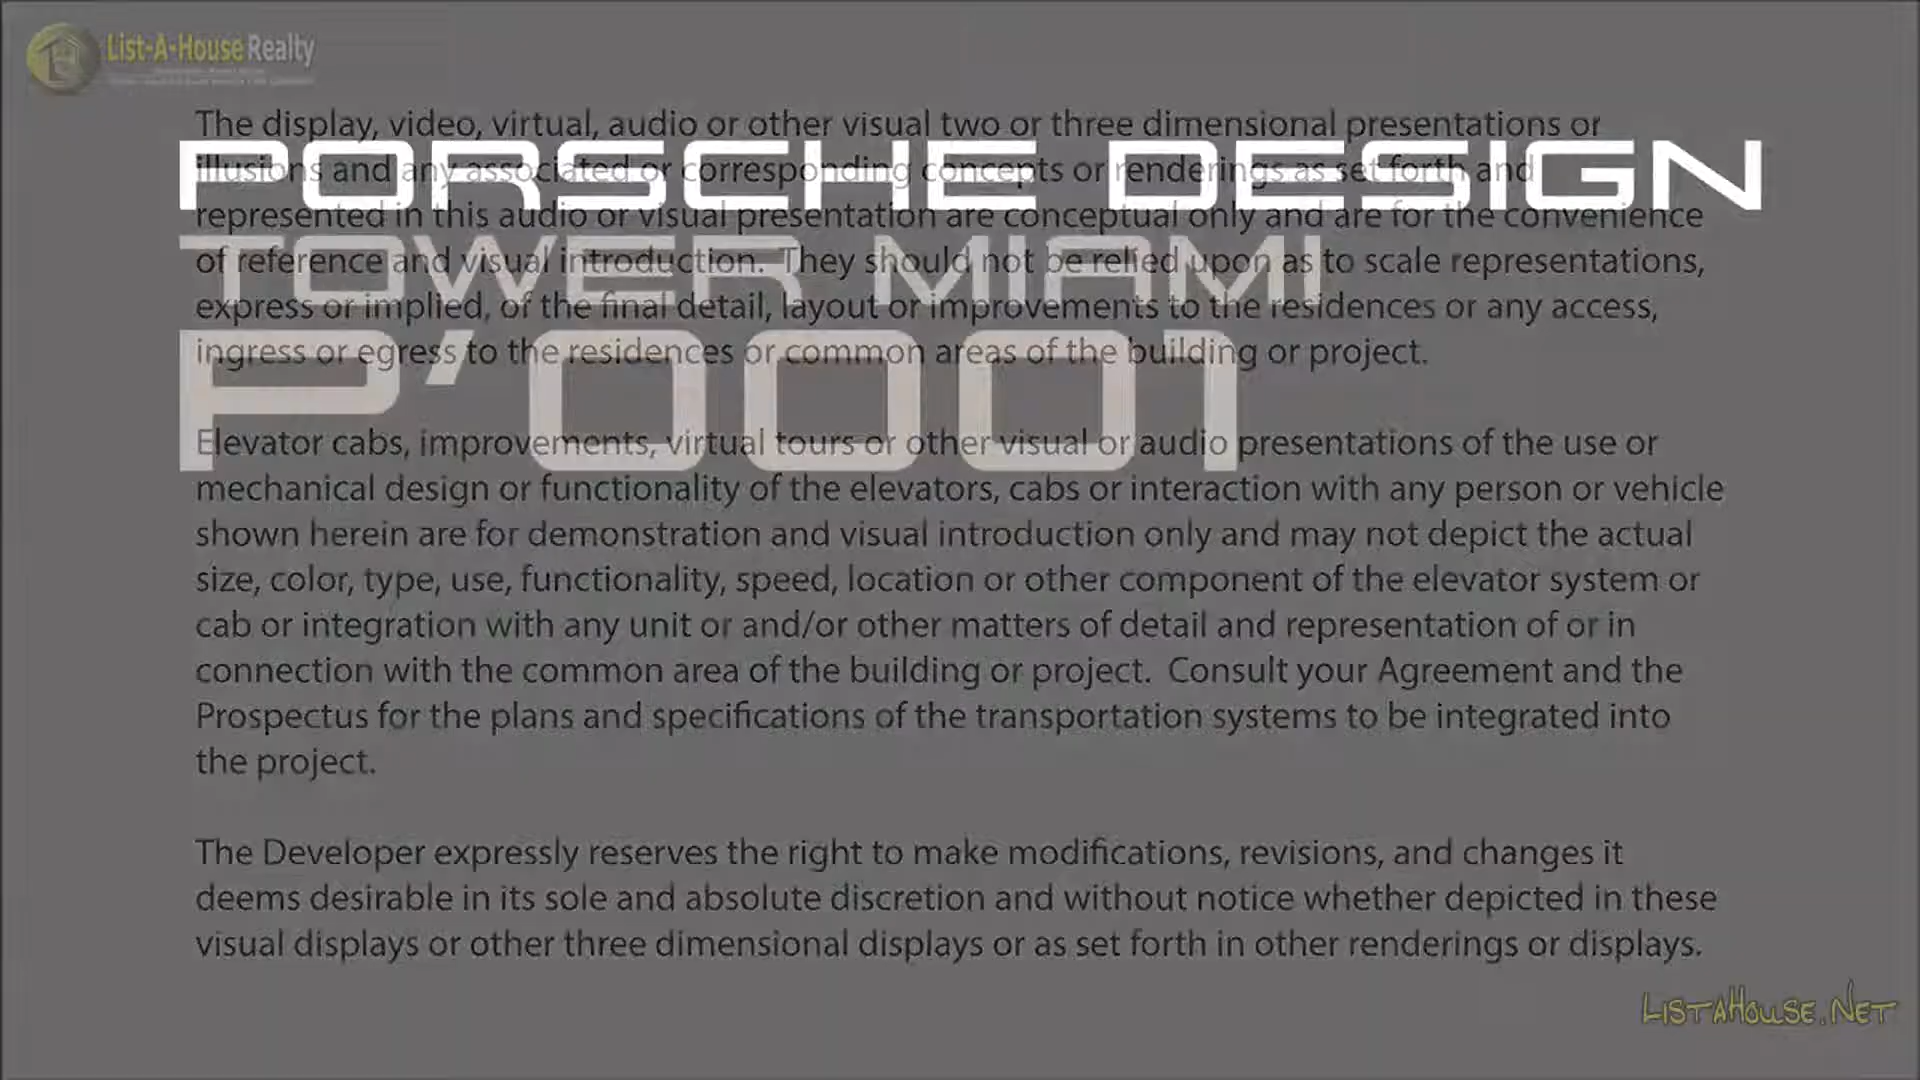 List-A-House Realty
PORSCHE DESIGN
TOWER MIAMI
P'0001
The display, video, virtual, audio or other visual two or three dimensional presentations or
illusions and any associated or corresponding concepts or renderings as set forth and
represented in this audio or visual presentation are conceptual only and are for the convenience
of reference and visual introduction. They should not be relied upon as to scale representations,
express or implied, of the final detail, layout or improvements to the residences or any access,
ingress or egress to the residences or common areas of the building or project.
Elevator cabs, improvements, virtual tours or other visual or audio presentations of the use or
mechanical design or functionality of the elevators, cabs or interaction with any person or vehicle
shown herein are for demonstration and visual introduction only and may not depict the actual
size, color, type, use, functionality, speed, location or other component of the elevator system or
cab or integration with any unit or and/or other matters of detail and representation of or in
connection with the common area of the building or project. Consult your Agreement and the
Prospectus for the plans and specifications of the transportation systems to be integrated into
the project.
The Developer expressly reserves the right to make modifications, revisions, and changes it
deems desirable in its sole and absolute discretion and without notice whether depicted in these
visual displays or other three dimensional displays or as set forth in other renderings or displays.
ListAHouse.Net